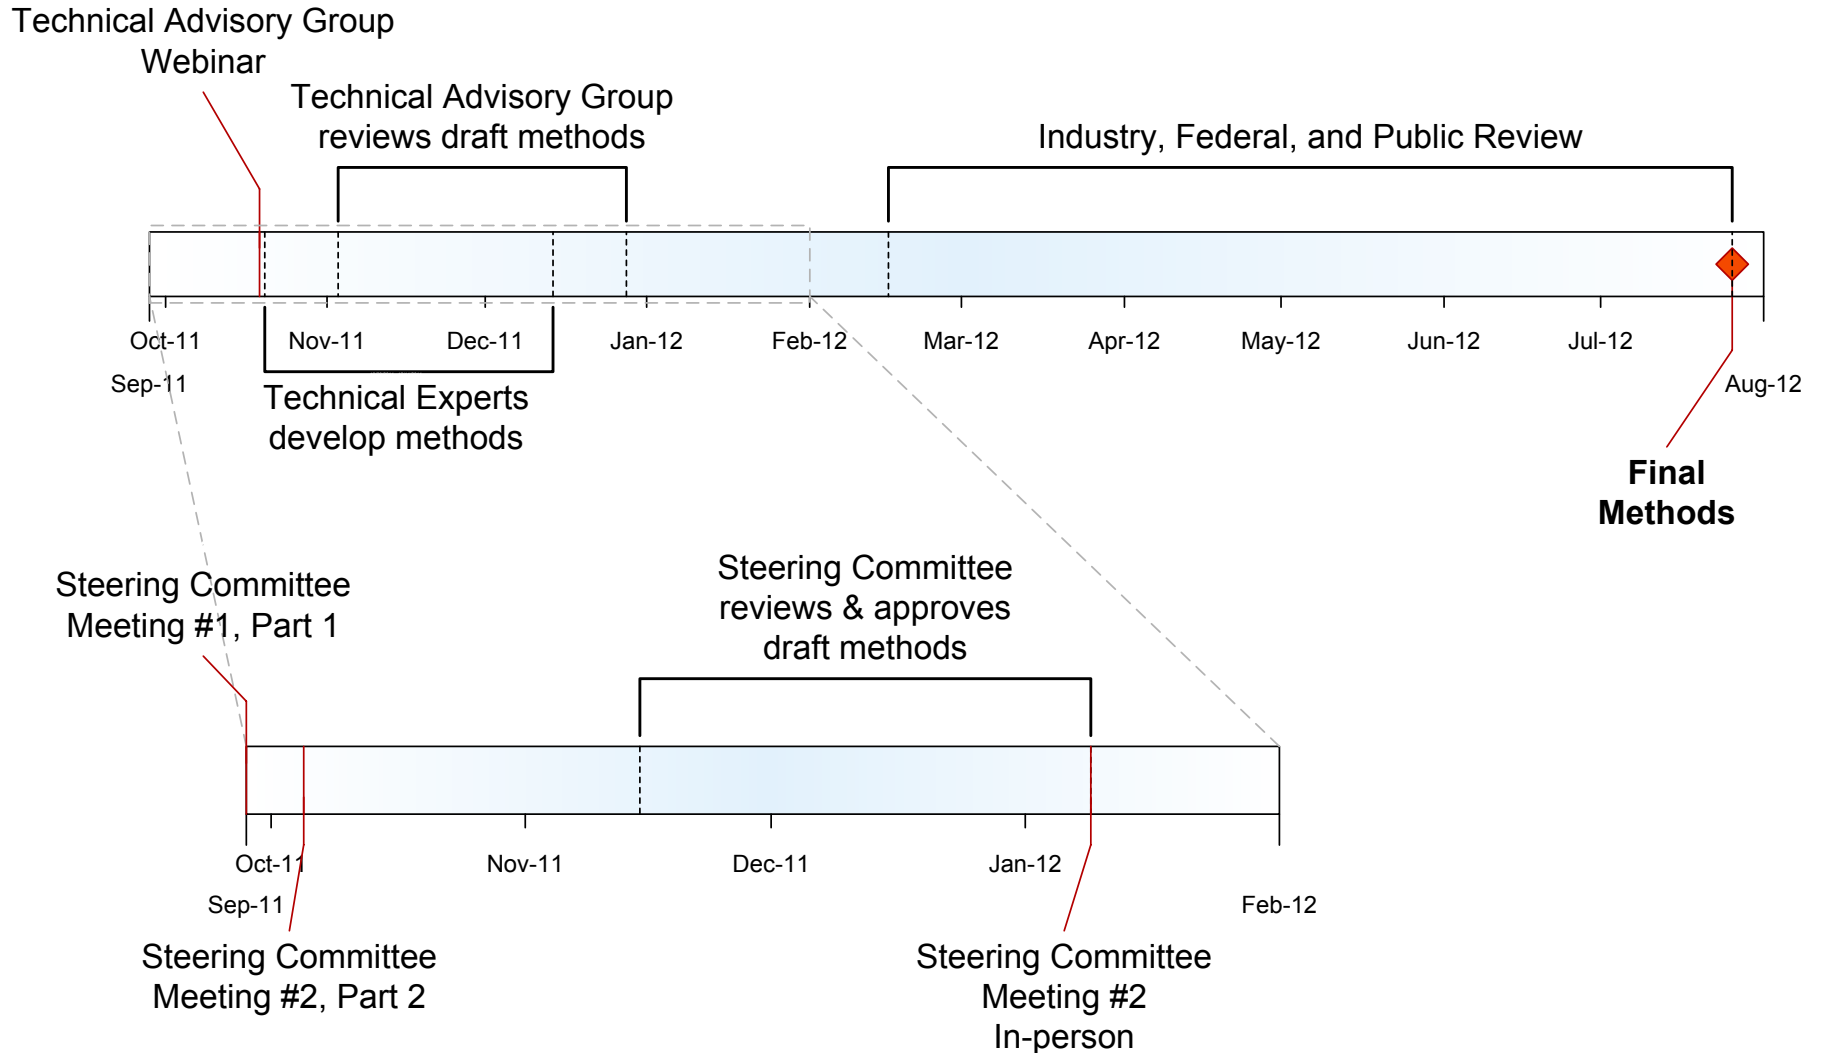 Technical Advisory Group
Webinar
Technical Advisory Group
reviews draft methods
Industry, Federal, and Public Review
Oct-11
Nov-11
Dec-11
Jan-12
Feb-12
Mar-12
Apr-12
May-12
Jun-12
Jul-12
Sep-11
Aug-12
Technical Experts
develop methods
Final
Methods
Steering Committee
Meeting #1, Part 1
Steering Committee
reviews & approves
draft methods
Oct-11
Nov-11
Dec-11
Jan-12
Sep-11
Feb-12
Steering Committee
Meeting #2, Part 2
Steering Committee
Meeting #2
In-person